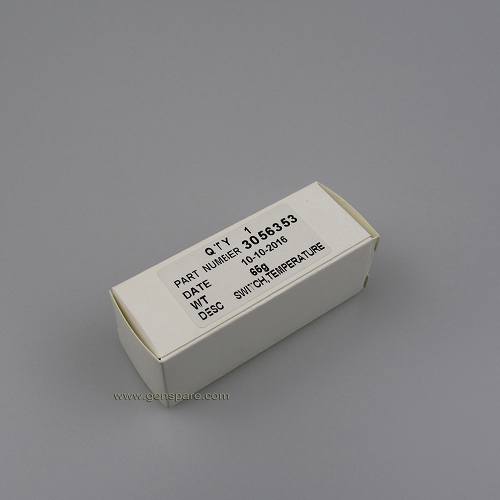 QTY 1
PART NUMBER 3056353
DATE 10-10-2016
WT 65g
DESC SWITCH,TEMPERATURE
www.genspare.com